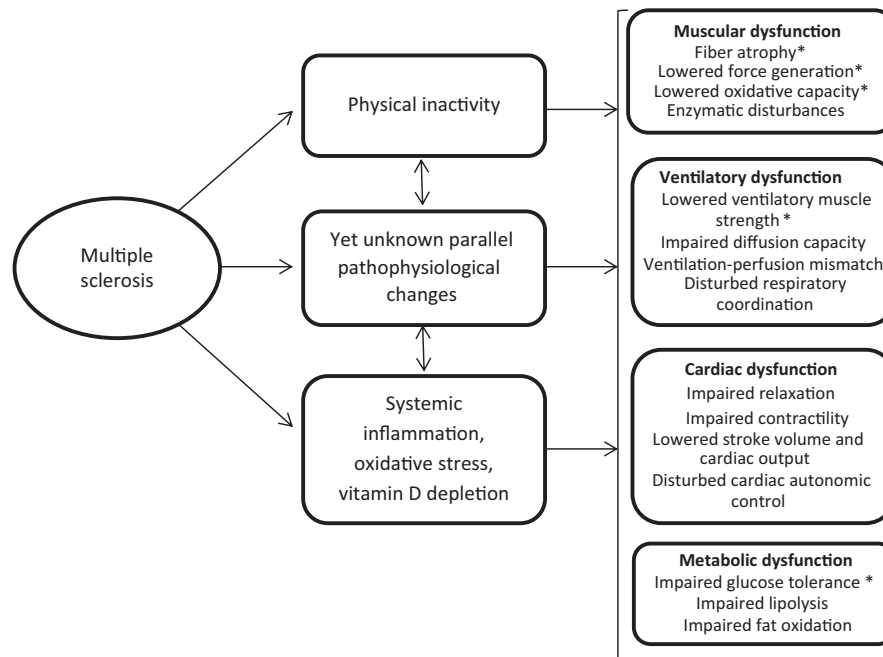 Multiple
sclerosis
Physical inactivity
Yet unknown parallel
pathophysiological
changes
Systemic
inflammation,
oxidative stress,
vitamin D depletion
Muscular dysfunction
Fiber atrophy*
Lowered force generation*
Lowered oxidative capacity*
Enzymatic disturbances
Ventilatory dysfunction
Lowered ventilatory muscle
strength *
Impaired diffusion capacity
Ventilation-perfusion mismatch
Disturbed respiratory
coordination
Cardiac dysfunction
Impaired relaxation
Impaired contractility
Lowered stroke volume and
cardiac output
Disturbed cardiac autonomic
control
Metabolic dysfunction
Impaired glucose tolerance *
Impaired lipolysis
Impaired fat oxidation